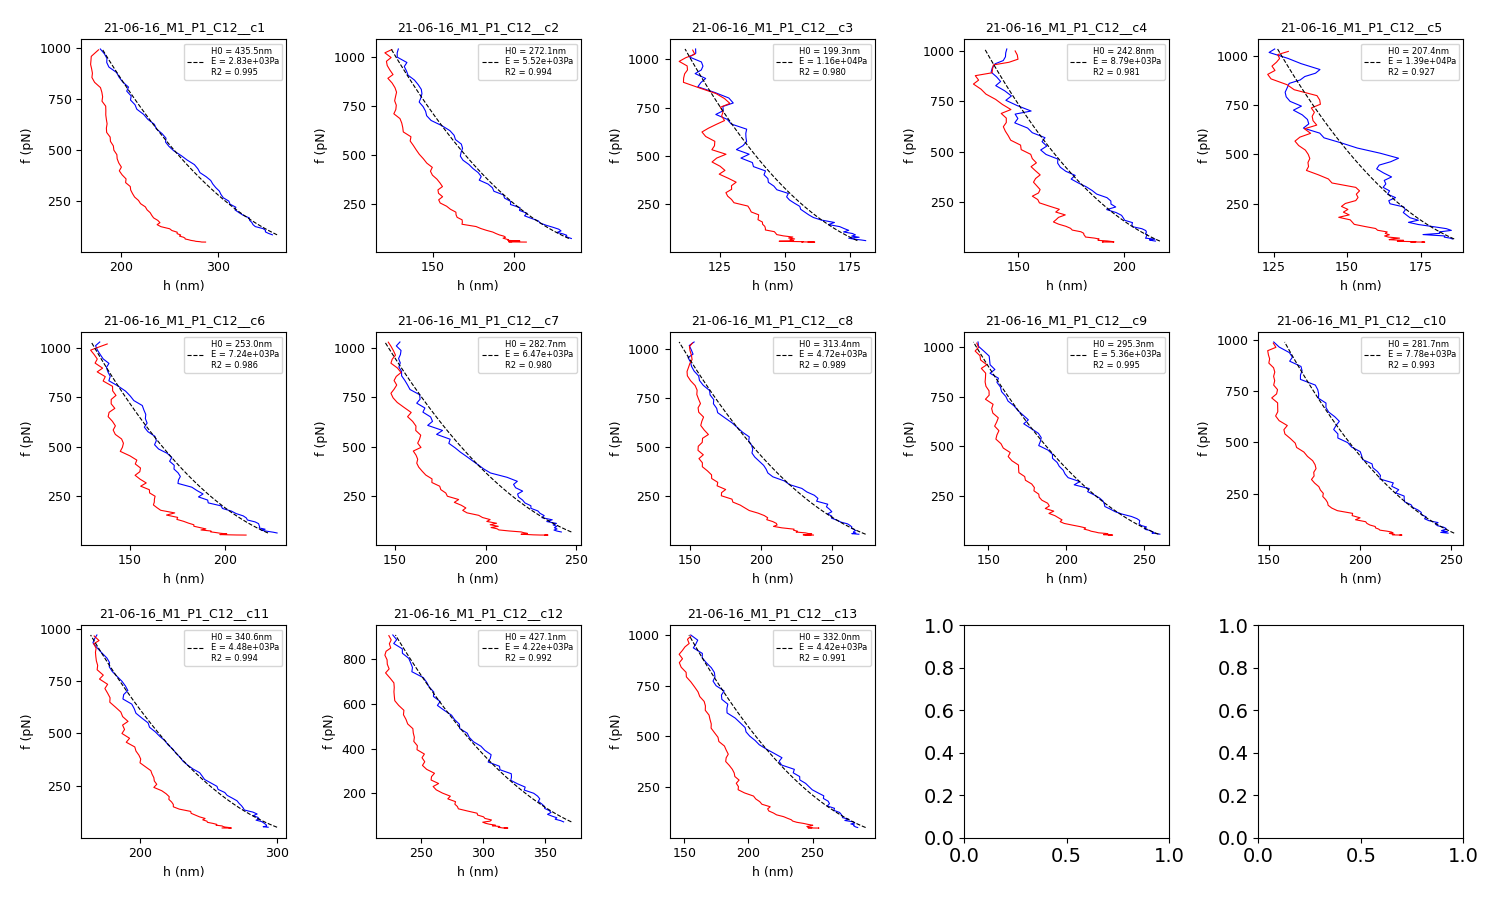 21-06-16_M1_P1_C12__c1
H0 = 435.5nm
E = 2.83e+03Pa
R2 = 0.995
1000
750
500
250
f (pN)
200 300
h (nm)
21-06-16_M1_P1_C12__c2
H0 = 272.1nm
E = 5.52e+03Pa
R2 = 0.994
1000
750
500
250
f (pN)
150 200
h (nm)
21-06-16_M1_P1_C12__c3
H0 = 199.3nm
E = 1.16e+04Pa
R2 = 0.980
1000
750
500
250
f (pN)
125 150 175
h (nm)
21-06-16_M1_P1_C12__c4
H0 = 242.8nm
E = 8.79e+03Pa
R2 = 0.981
1000
750
500
250
f (pN)
150 200
h (nm)
21-06-16_M1_P1_C12__c5
H0 = 207.4nm
E = 1.39e+04Pa
R2 = 0.927
1000
750
500
250
f (pN)
125 150 175
h (nm)
21-06-16_M1_P1_C12__c6
H0 = 253.0nm
E = 7.24e+03Pa
R2 = 0.986
1000
750
500
250
f (pN)
150 200
h (nm)
21-06-16_M1_P1_C12__c7
H0 = 282.7nm
E = 6.47e+03Pa
R2 = 0.980
1000
750
500
250
f (pN)
150 200 250
h (nm)
21-06-16_M1_P1_C12__c8
H0 = 313.4nm
E = 4.72e+03Pa
R2 = 0.989
1000
750
500
250
f (pN)
150 200 250
h (nm)
21-06-16_M1_P1_C12__c9
H0 = 295.3nm
E = 5.36e+03Pa
R2 = 0.995
1000
750
500
250
f (pN)
150 200 250
h (nm)
21-06-16_M1_P1_C12__c10
H0 = 281.7nm
E = 7.78e+03Pa
R2 = 0.993
1000
750
500
250
f (pN)
150 200 250
h (nm)
21-06-16_M1_P1_C12__c11
H0 = 340.6nm
E = 4.48e+03Pa
R2 = 0.994
1000
750
500
250
f (pN)
200 300
h (nm)
21-06-16_M1_P1_C12__c12
H0 = 427.1nm
E = 4.22e+03Pa
R2 = 0.992
800
600
400
200
f (pN)
250 300 350
h (nm)
21-06-16_M1_P1_C12__c13
H0 = 332.0nm
E = 4.42e+03Pa
R2 = 0.991
1000
750
500
250
f (pN)
150 200 250
h (nm)
1.0
0.8
0.6
0.4
0.2
0.0
0.0 0.5 1.0
1.0
0.8
0.6
0.4
0.2
0.0
0.0 0.5 1.0